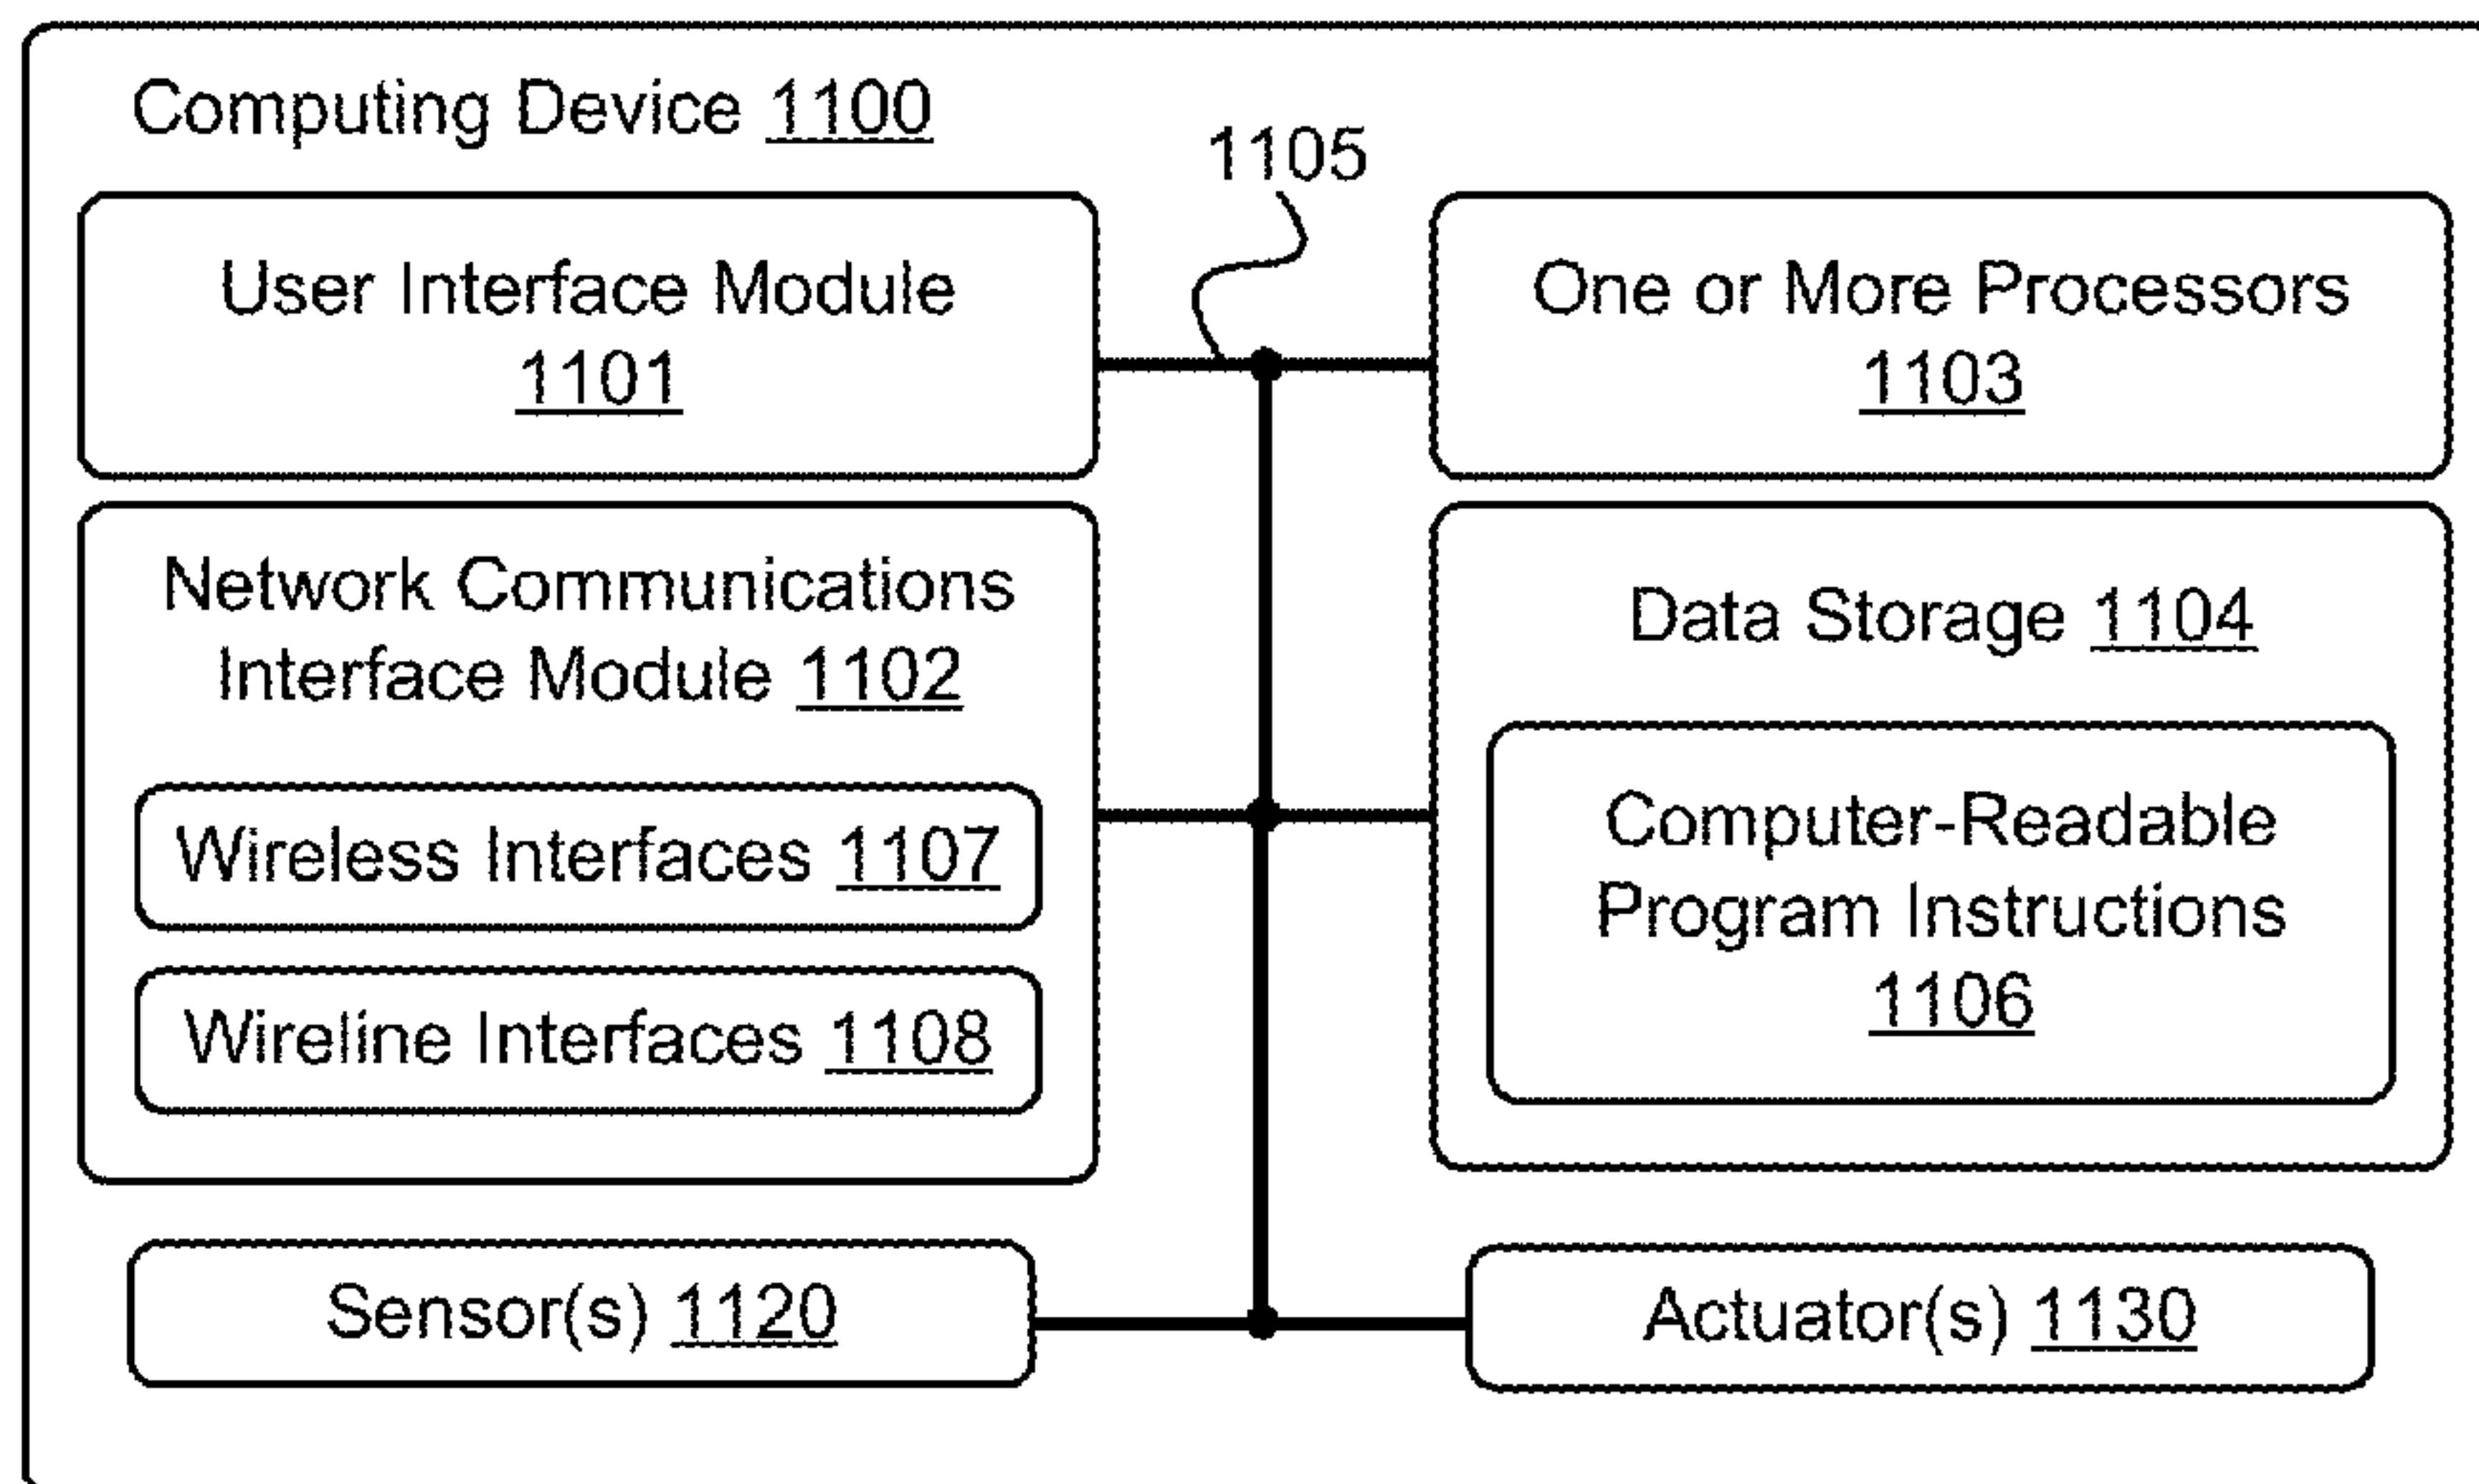 Computing Device 1100
1105
User Interface Module
1101
One or More Processors
1103
Network Communications
Interface Module 1102
Wireless Interfaces 1107
Wireline Interfaces 1108
Data Storage 1104
Computer-Readable
Program Instructions
1106
Sensor(s) 1120
Actuator(s) 1130